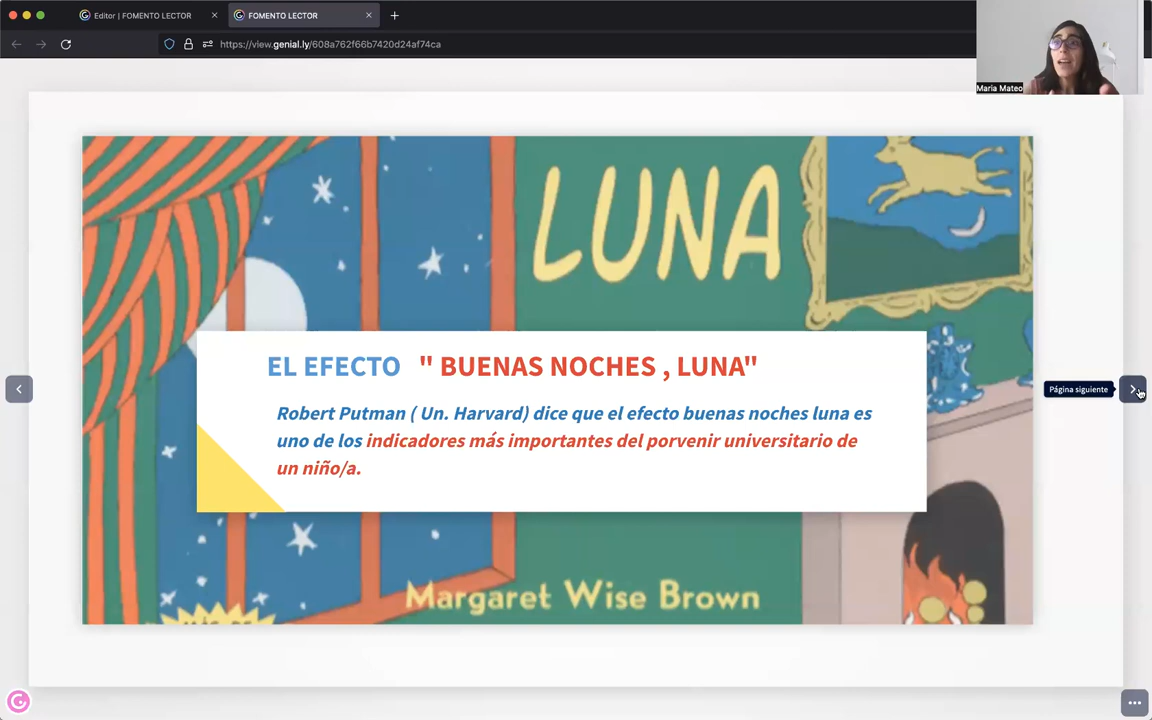 Editor | FOMENTO LECTOR
FOMENTO LECTOR
https://view.genial.ly/608a762f66b7420d24af74ca
Maria Mateo
LUNA
EL EFECTO " BUENAS NOCHES , LUNA"
Robert Putman ( Un. Harvard) dice que el efecto buenas noches luna es
uno de los indicadores más importantes del porvenir universitario de
un niño/a.
Página siguiente
Margaret Wise Brown